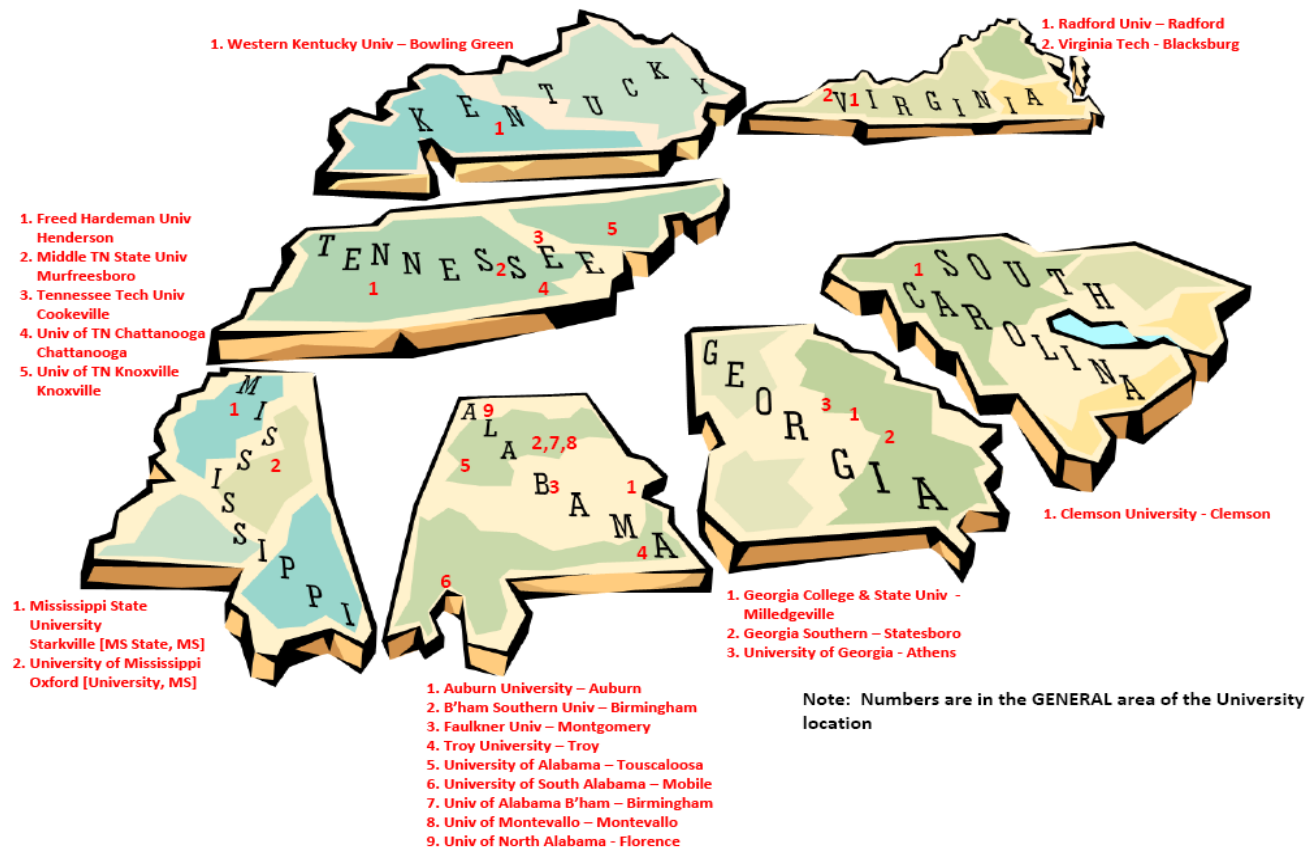 1. Western Kentucky Univ – Bowling Green
KENTUCKY
1
1. Radford Univ – Radford
2. Virginia Tech - Blacksburg
VIRGINIA
2 1
1. Freed Hardeman Univ
Henderson
2. Middle TN State Univ
Murfreesboro
3. Tennessee Tech Univ
Cookeville
4. Univ of TN Chattanooga
Chattanooga
5. Univ of TN Knoxville
Knoxville
TENNESSEE
5
3
2
1
4
SOUTH
CAROLINA
1
1. Clemson University - Clemson
MISSISSIPPI
1
2
1. Mississippi State
University
Starkville [MS State, MS]
2. University of Mississippi
Oxford [University, MS]
ALABAMA
9
2,7,8
5
3
1
4
6
1. Auburn University – Auburn
2. B'ham Southern Univ – Birmingham
3. Faulkner Univ – Montgomery
4. Troy University – Troy
5. University of Alabama – Touscaloosa
6. University of South Alabama – Mobile
7. Univ of Alabama B'ham – Birmingham
8. Univ of Montevallo – Montevallo
9. Univ of North Alabama - Florence
GEORGIA
3
1
2
1. Georgia College & State Univ -
Milledgeville
2. Georgia Southern – Statesboro
3. University of Georgia - Athens
Note: Numbers are in the GENERAL area of the University
location